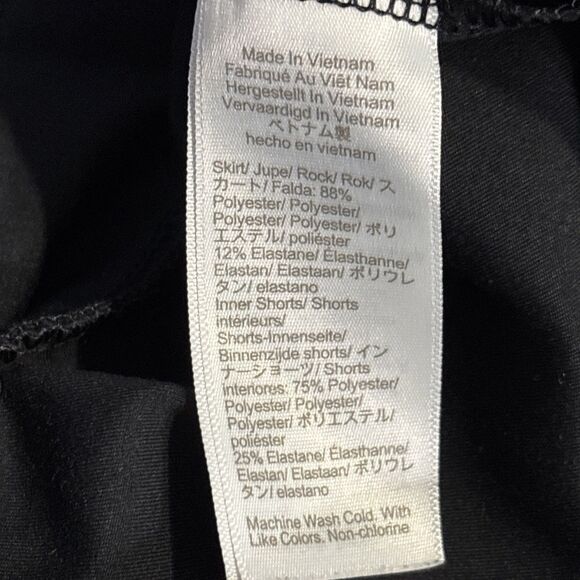 Made In Vietnam
Fabriqué Au Viêt Nam
Hergestellt In Vietnam
Vervaardigd In Vietnam
ベトナム製
hecho en vietnam
Skirt/ Jupe/ Rock/ Rok/ ス
カート/ Falda: 88%
Polyester/ Polyester/
Polyester/ Polyester/ ポリ
エステル/ poliéster
12% Elastane/ Élasthanne/
Elastan/ Elastaan/ ポリウレ
タン/ elastano
Inner Shorts/ Shorts
intérieurs/
Shorts-Innenseite/
Binnenzijde shorts/ イン
ナーショーツ/ Shorts
interiores: 75% Polyester/
Polyester/ Polyester/
Polyester/ ポリエステル/
poliéster
25% Elastane/ Élasthanne/
Elastan/ Elastaan/ ポリウレ
タン/ elastano
Machine Wash Cold. With
Like Colors. Non-chlorine